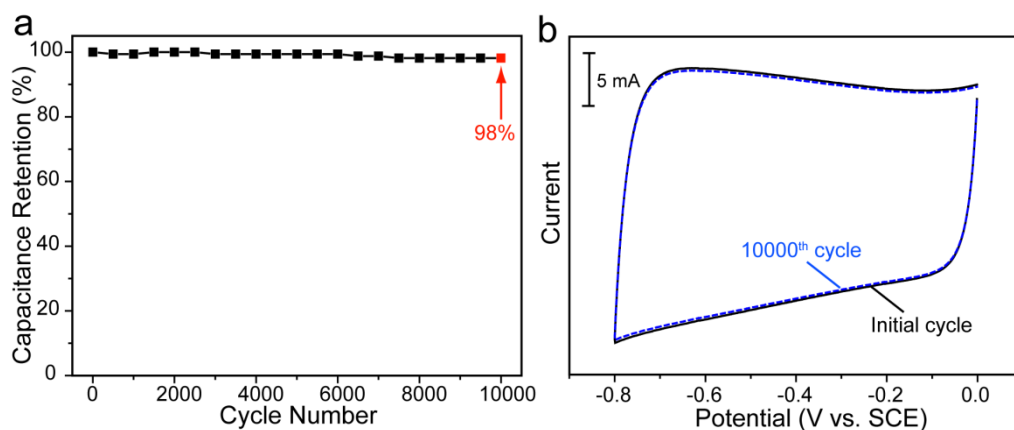 a
Capacitance Retention (%)
100
80
60
40
20
0
98%
0 2000 4000 6000 8000 10000
Cycle Number
b
5 mA
Current
10000th cycle
Initial cycle
-0.8 -0.6 -0.4 -0.2 0.0
Potential (V vs. SCE)